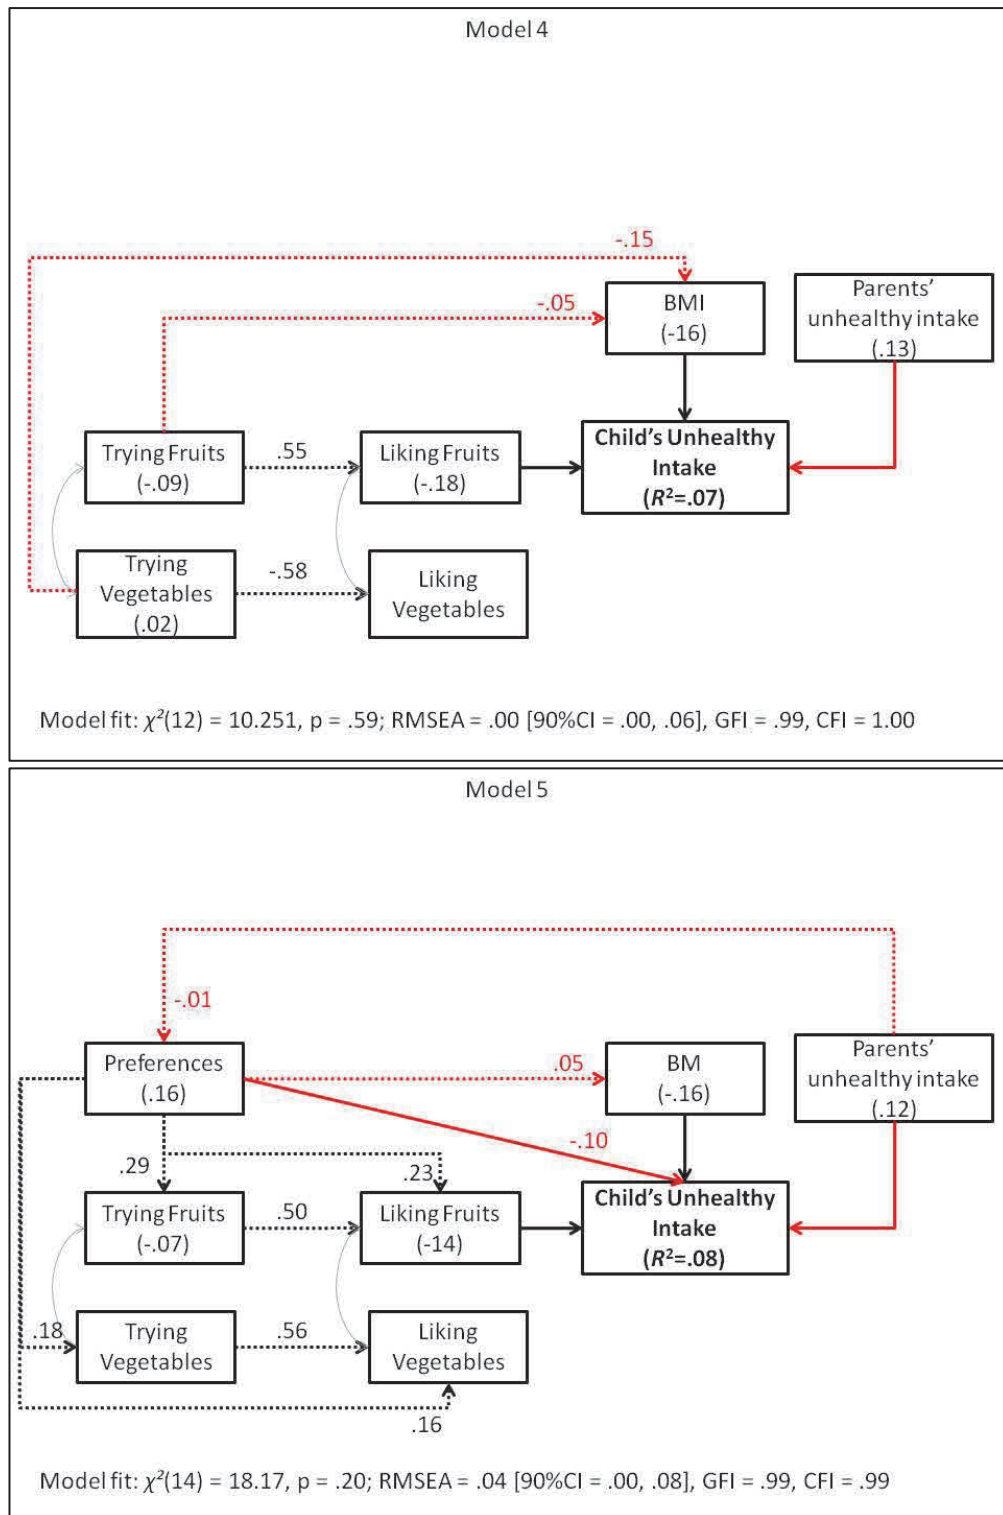 Model 4
-.15
-.05
BMI
(-16)
Parents'
unhealthy intake
(.13)
Trying Fruits
(-.09)
.55
Liking Fruits
(-.18)
Child's Unhealthy
Intake
(R²=.07)
Trying
Vegetables
(.02)
-.58
Liking
Vegetables
Model fit: χ²(12) = 10.251, p = .59; RMSEA = .00 [90%CI = .00, .06], GFI = .99, CFI = 1.00
Model 5
-.01
Preferences
(.16)
.05
BM
(-.16)
Parents'
unhealthy intake
(.12)
-.10
.29
.23
Trying Fruits
(-.07)
.50
Liking Fruits
(-14)
Child's Unhealthy
Intake
(R²=.08)
.18
Trying
Vegetables
.56
Liking
Vegetables
.16
Model fit: χ²(14) = 18.17, p = .20; RMSEA = .04 [90%CI = .00, .08], GFI = .99, CFI = .99